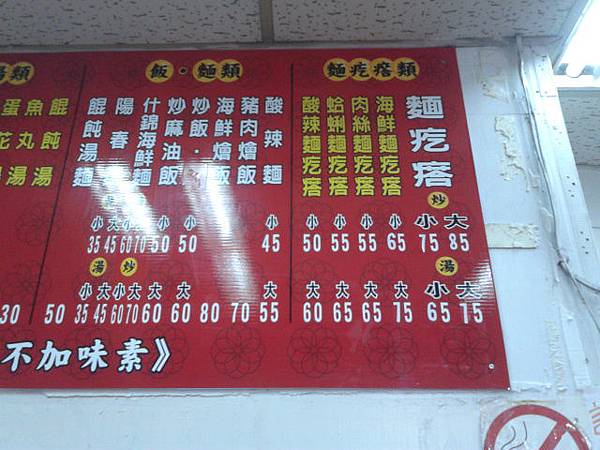 麵疙瘩類
麵疙瘩
炒
小 大
75 85
湯
小 大
65 75
海鮮麵疙瘩
小 65
大 75
肉絲麵疙瘩
小 55
大 65
蛤蜊麵疙瘩
小 55
大 65
酸辣麵疙瘩
小 50
大 60
飯·麵類
酸辣麵
小 45
大 55
豬肉燴飯
70
海鮮燴飯
80
炒飯·
小 50
大 60
炒麻油飯
小 50
大 60
什錦海鮮麵
陽春麵
小大小大
35 45 60 70
湯 炒
小大小大
35 45 60 70
餛飩湯麵
50
湯類
餛飩湯
魚丸湯
蛋花湯
30
不加味素》